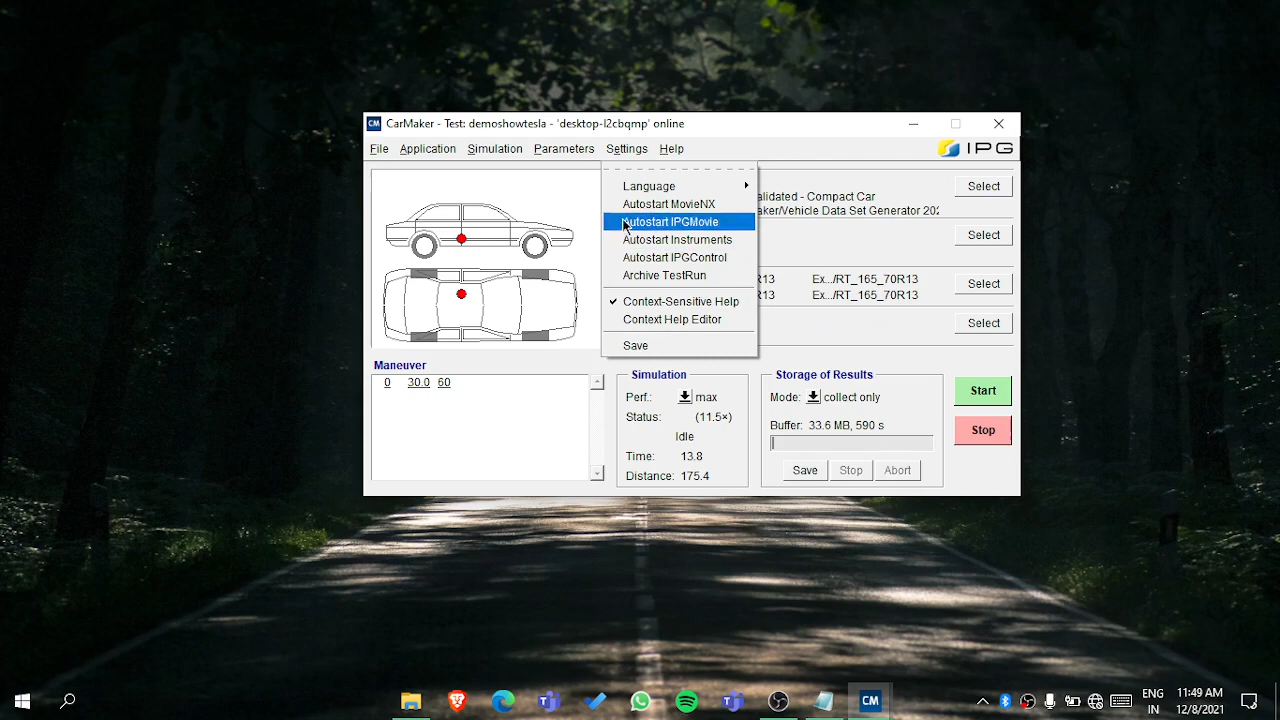 CM CarMaker - Test: demoshowtesla - 'desktop-l2cbqmp' online
File Application Simulation Parameters Settings Help
IPG
Language
Autostart MovieNX
Autostart IPGMovie
Autostart Instruments
Autostart IPGControl
Archive TestRun
Context-Sensitive Help
Context Help Editor
Save
alidated - Compact Car
aker/Vehicle Data Set Generator 202
Select
Select
R13 Ex.../RT_165_70R13
R13 Ex.../RT_165_70R13
Select
Select
Maneuver
0 30.0 60
Simulation
Perf.: max
Status: (11.5×)
Idle
Time: 13.8
Distance: 175.4
Storage of Results
Mode: collect only
Buffer: 33.6 MB, 590 s
Save Stop Abort
Start
Stop
CM
ENG
IN
11:49 AM
12/8/2021